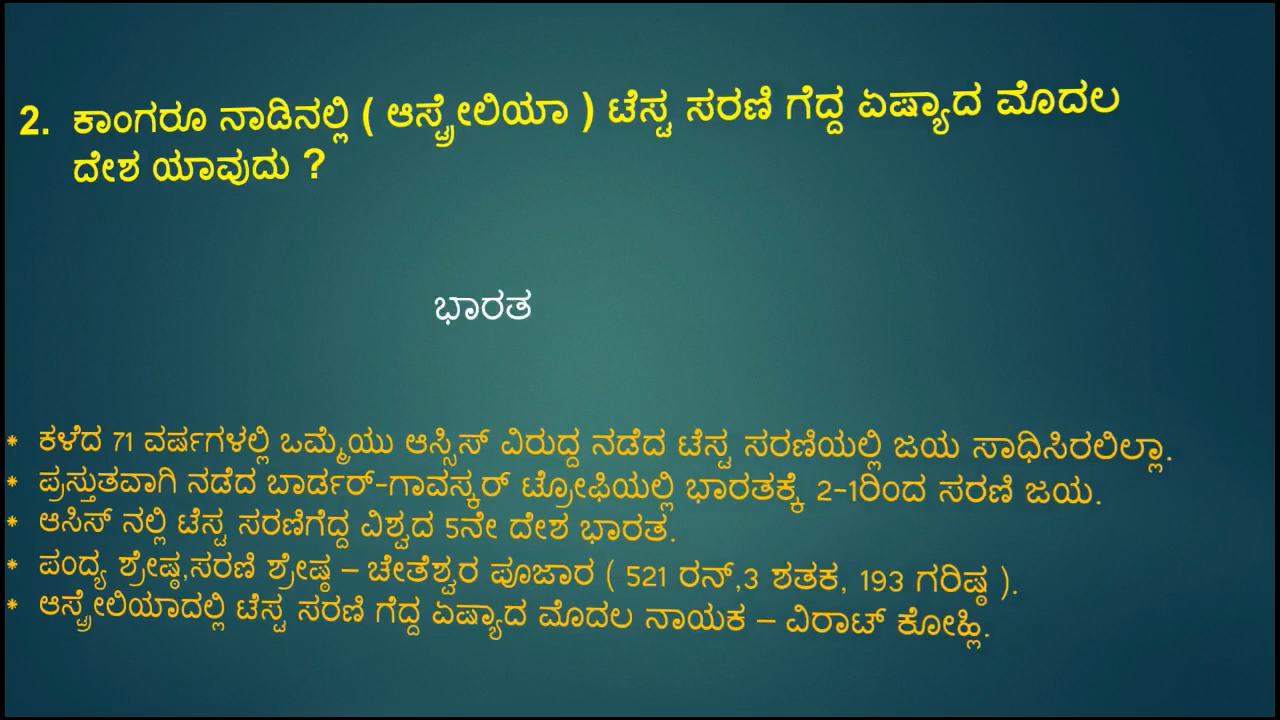 2. ಕಾಂಗರೂ ನಾಡಿನಲ್ಲಿ ( ಆಸ್ಟ್ರೇಲಿಯಾ ) ಟೆಸ್ಟ ಸರಣಿ ಗೆದ್ದ ಏಷ್ಯಾದ ಮೊದಲ
ದೇಶ ಯಾವುದು ?
ಭಾರತ
* ಕಳೆದ 71 ವರ್ಷಗಳಲ್ಲಿ ಒಮ್ಮೆಯು ಆಸ್ಸಿಸ್ ವಿರುದ್ದ ನಡೆದ ಟೆಸ್ಟ ಸರಣಿಯಲ್ಲಿ ಜಯ ಸಾಧಿಸಿರಲಿಲ್ಲಾ.
* ಪ್ರಸ್ತುತವಾಗಿ ನಡೆದ ಬಾರ್ಡರ್-ಗಾವಸ್ಕರ್ ಟ್ರೋಫಿಯಲ್ಲಿ ಭಾರತಕ್ಕೆ 2-1ರಿಂದ ಸರಣಿ ಜಯ.
* ಆಸಿಸ್ ನಲ್ಲಿ ಟೆಸ್ಟ ಸರಣಿಗೆದ್ದ ವಿಶ್ವದ 5ನೇ ದೇಶ ಭಾರತ.
* ಪಂದ್ಯ ಶ್ರೇಷ್ಠ,ಸರಣಿ ಶ್ರೇಷ್ಠ – ಚೇತೆಶ್ವರ ಪೂಜಾರ ( 521 ರನ್,3 ಶತಕ, 193 ಗರಿಷ್ಠ ).
* ಆಸ್ಟ್ರೇಲಿಯಾದಲ್ಲಿ ಟೆಸ್ಟ ಸರಣಿ ಗೆದ್ದ ಏಷ್ಯಾದ ಮೊದಲ ನಾಯಕ – ವಿರಾಟ್ ಕೋಹ್ಲಿ.